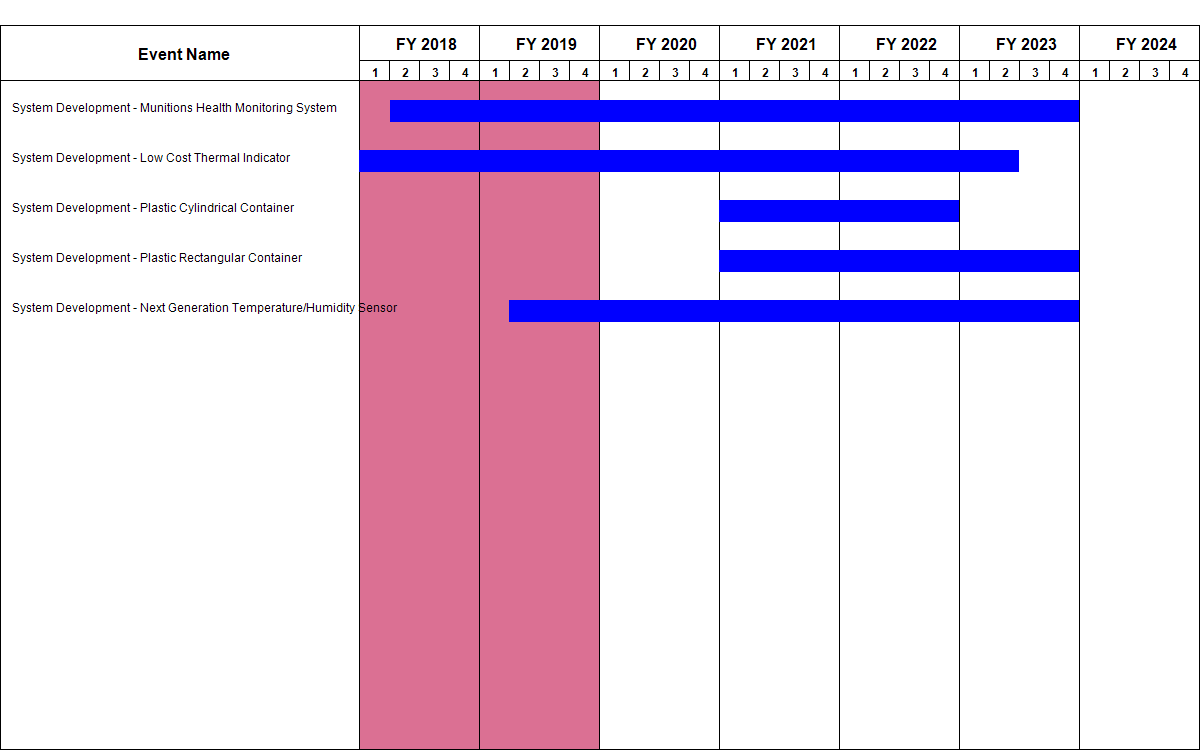 Event Name
FY 2018 FY 2019 FY 2020 FY 2021 FY 2022 FY 2023 FY 2024
1 2 3 4 1 2 3 4 1 2 3 4 1 2 3 4 1 2 3 4 1 2 3 4 1 2 3 4
System Development - Munitions Health Monitoring System
System Development - Low Cost Thermal Indicator
System Development - Plastic Cylindrical Container
System Development - Plastic Rectangular Container
System Development - Next Generation Temperature/Humidity Sensor